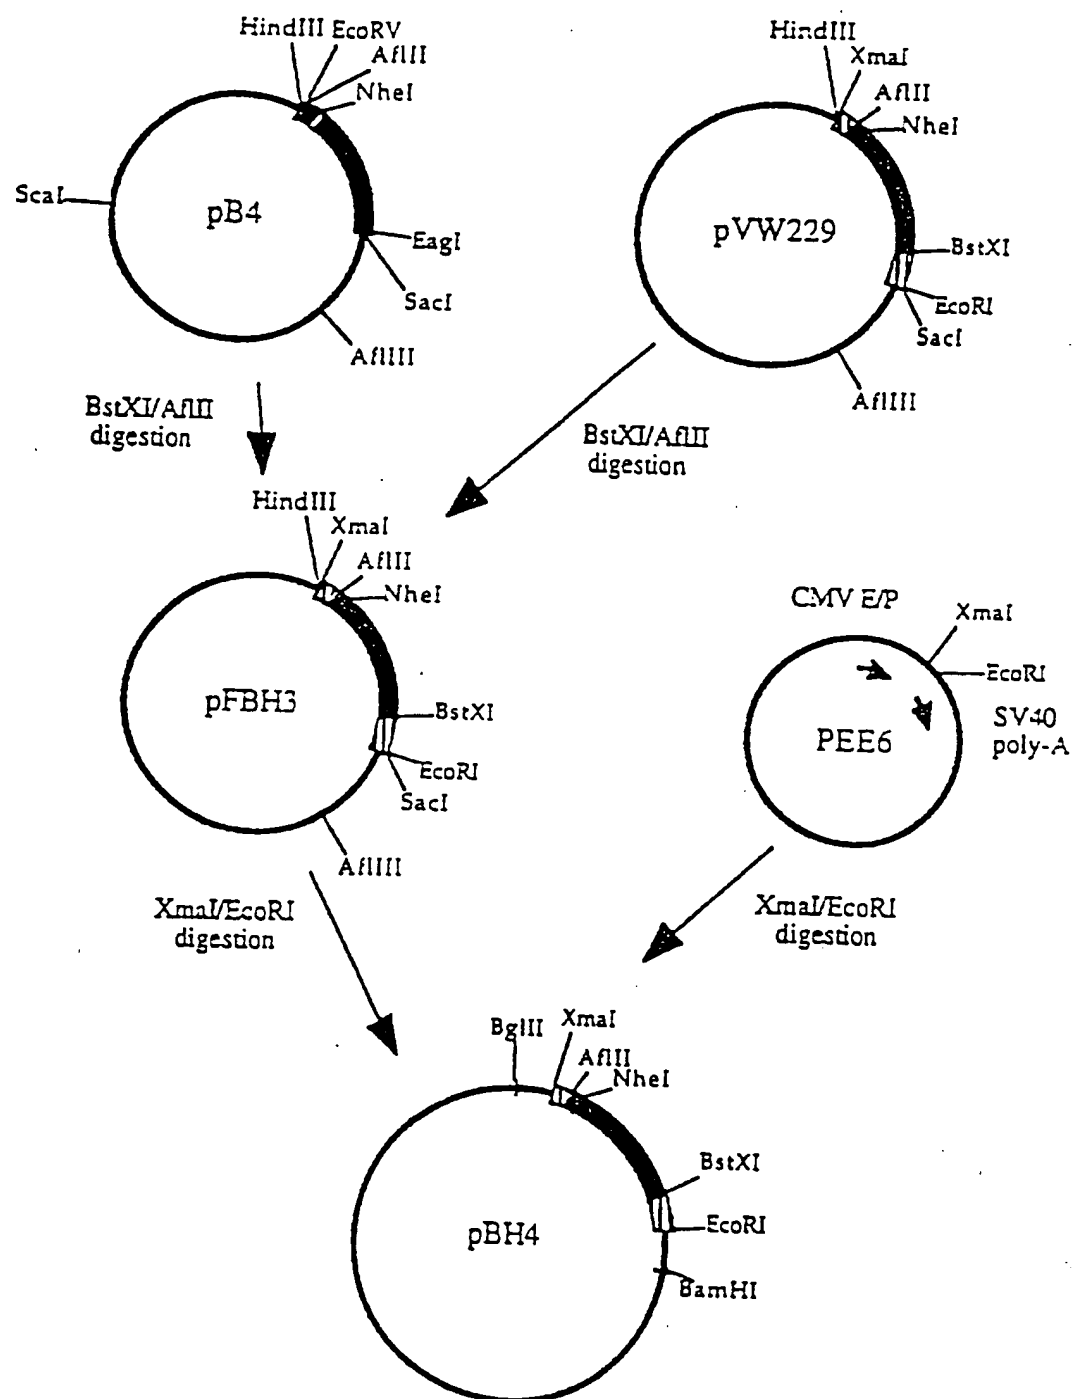 HindIII EcoRV
AflII
NheI
ScaI
pB4
EagI
SacI
AflIII
HindIII
XmaI
AflII
NheI
pVW229
BstXI
EcoRI
SacI
AflIII
BstXI/AflII
digestion
BstXI/AflII
digestion
HindIII
XmaI
AflII
NheI
pFBH3
BstXI
EcoRI
SacI
AflIII
CMV E/P
XmaI
EcoRI
SV40
poly-A
PEE6
XmaI/EcoRI
digestion
XmaI/EcoRI
digestion
BglII
XmaI
AflII
NheI
pBH4
BstXI
EcoRI
BamHI